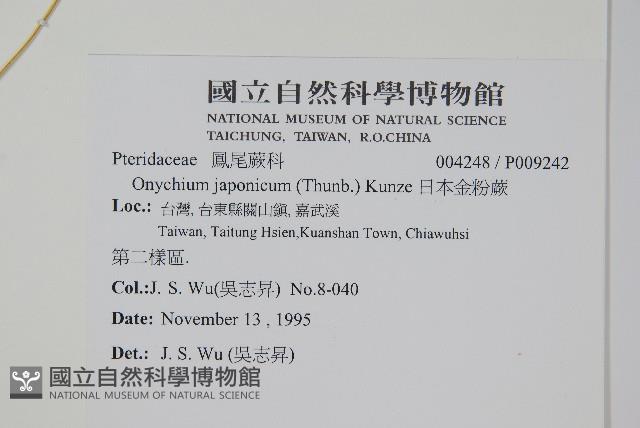 國立自然科學博物館
NATIONAL MUSEUM OF NATURAL SCIENCE
TAICHUNG, TAIWAN, R.O.CHINA
Pteridaceae 鳳尾蕨科 004248 / P009242
Onychium japonicum (Thunb.) Kunze 日本金粉蕨
Loc.: 台灣, 台東縣關山鎮, 嘉武溪
Taiwan, Taitung Hsien,Kuanshan Town, Chiawuhsi
第二樣區.
Col.:J. S. Wu(吳志昇) No.8-040
Date: November 13 , 1995
Det.: J. S. Wu (吳志昇)
國立自然科學博物館
NATIONAL MUSEUM OF NATURAL SCIENCE